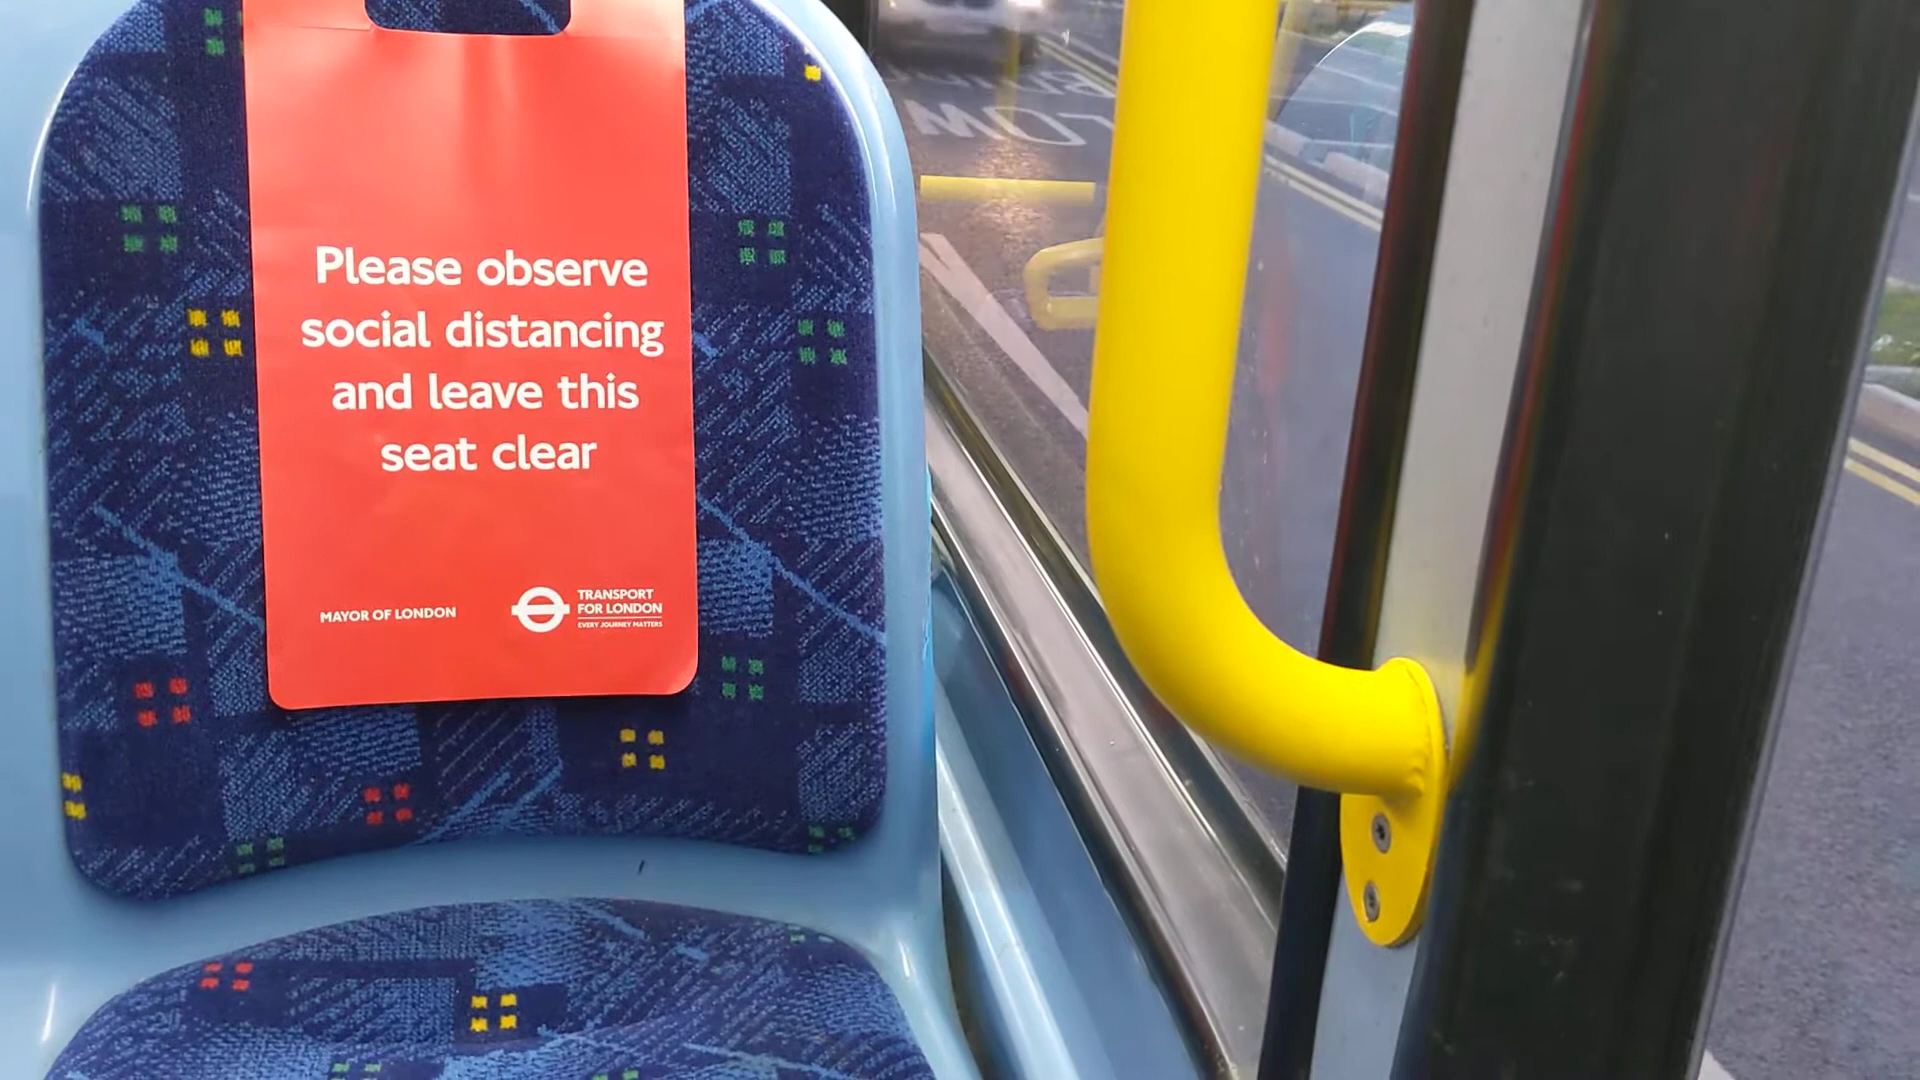 Please observe
social distancing
and leave this
seat clear
MAYOR OF LONDON
TRANSPORT
FOR LONDON
EVERY JOURNEY MATTERS